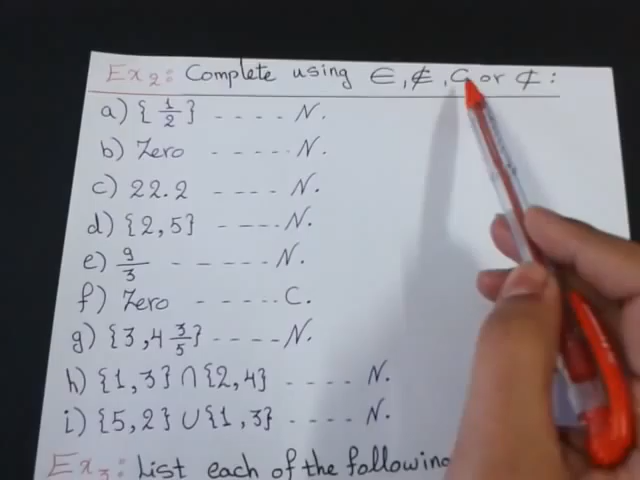 Ex2: Complete using ∈, ∉, ⊂ or ⊄ :
a) { 1/2 } ---- N.
b) Zero ----- N.
c) 22.2 ---- N.
d) {2,5} ---- N.
e) 9/3 ----- N.
f) Zero ----- C.
g) {3,4 3/5} ---- N.
h) {1,3} ∩ {2,4} ---- N.
i) {5,2} ∪ {1,3} ---- N.
Ex3: List each of the following